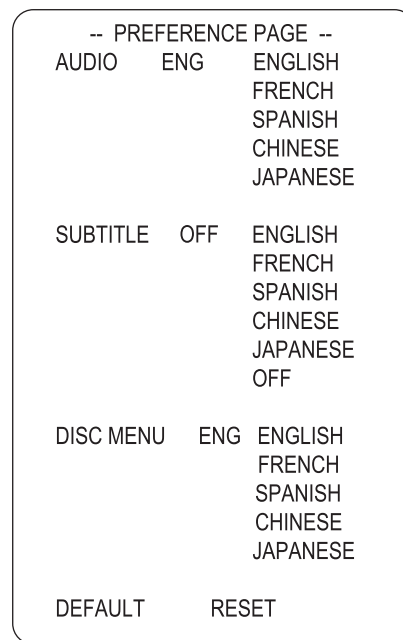 -- PREFERENCE PAGE --
AUDIO ENG ENGLISH
FRENCH
SPANISH
CHINESE
JAPANESE
SUBTITLE OFF ENGLISH
FRENCH
SPANISH
CHINESE
JAPANESE
OFF
DISC MENU ENG ENGLISH
FRENCH
SPANISH
CHINESE
JAPANESE
DEFAULT RESET